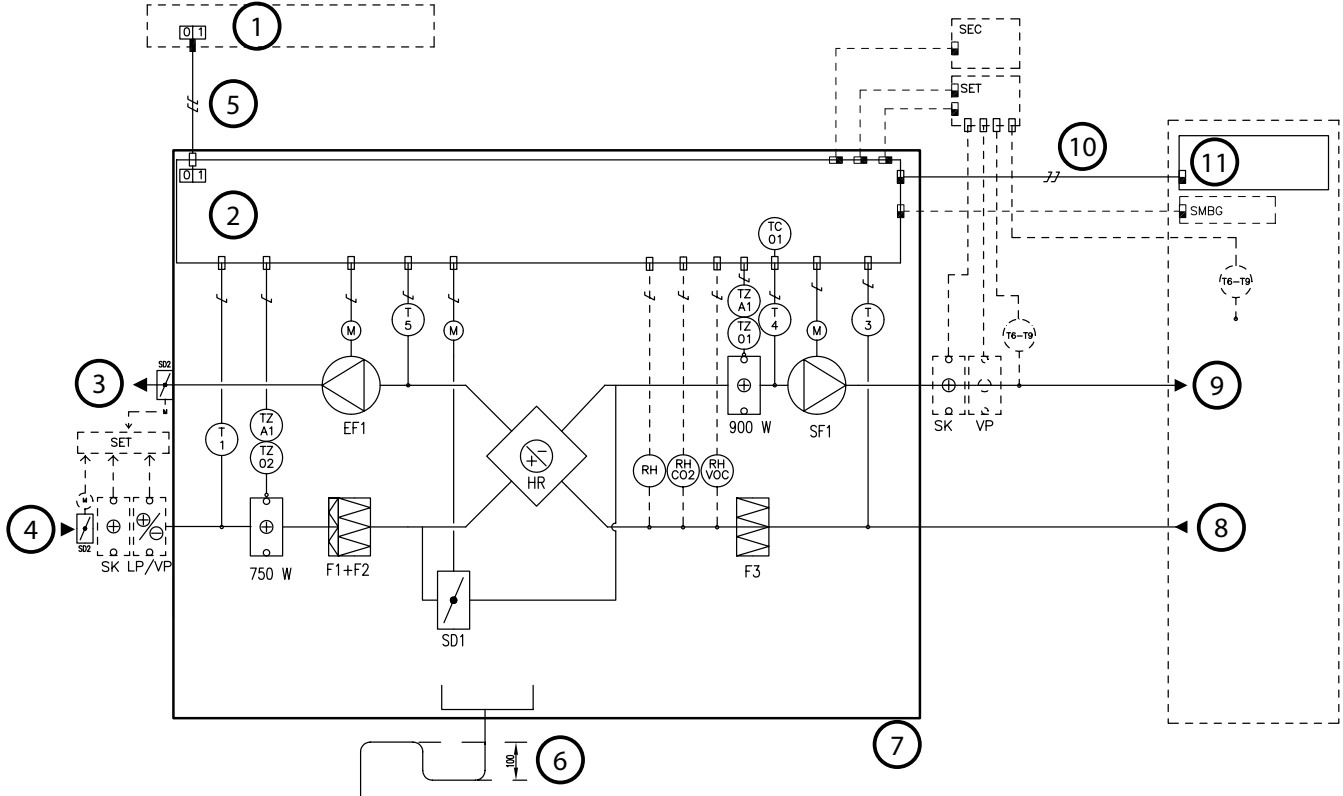 0 1
1
SEC
5
SET
10
0 1
11
2
SMBG
TC
01
T6-T9
TZ
A1
T
5
T
4
T
3
M
M
TZ
01
M
T6-T9
SD2
3
9
EF1
900 W
SF1
SK
VP
M
SET
T
1
TZ
A1
TZ
02
HR
RH
RH
CO2
RH
VOC
M
4
SD2
8
SK
LP/VP
750 W
F1+F2
F3
SD1
7
100
6